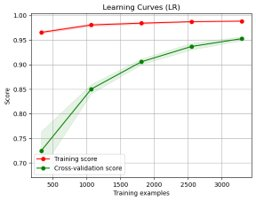 Learning Curves (LR)
1.00
0.95
0.90
0.85
0.80
0.75
0.70
Score
Training score
Cross-validation score
500 1000 1500 2000 2500 3000
Training examples